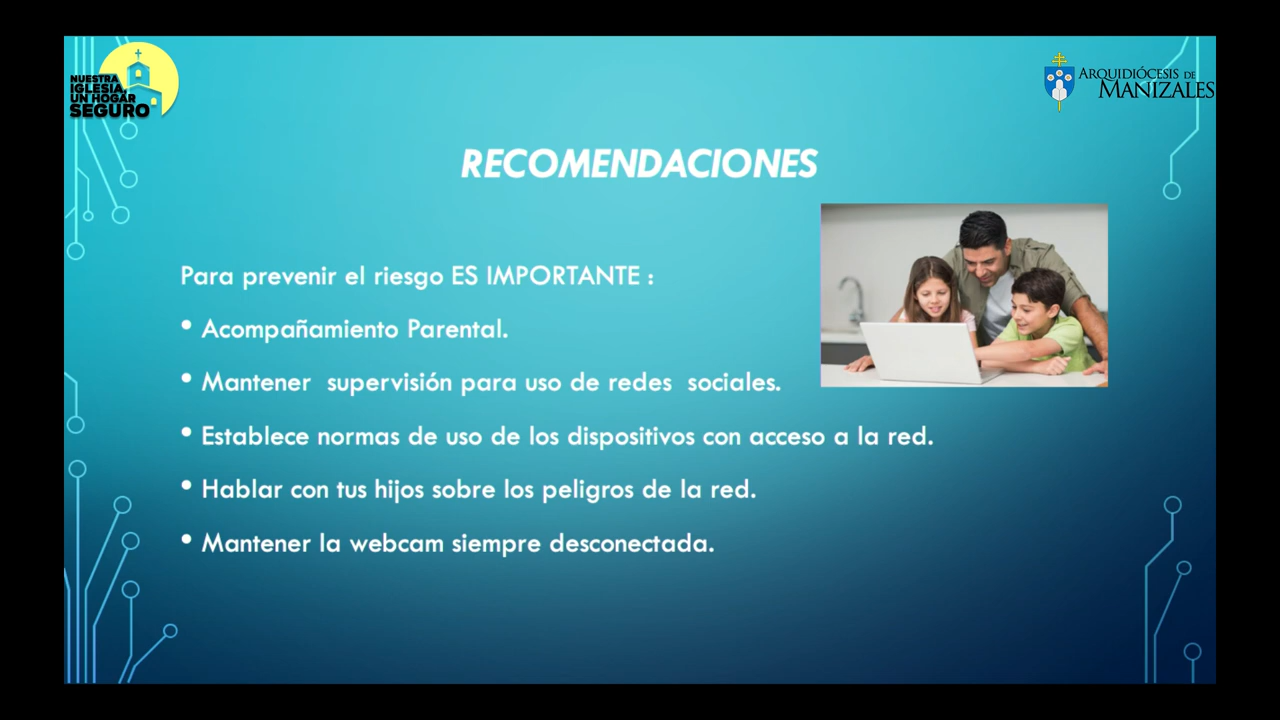 NUESTRA
IGLESIA,
UN HOGAR
SEGURO
ARQUIDIÓCESIS DE
MANIZALES
RECOMENDACIONES
Para prevenir el riesgo ES IMPORTANTE :
• Acompañamiento Parental.
• Mantener  supervisión para uso de redes  sociales.
• Establece normas de uso de los dispositivos con acceso a la red.
• Hablar con tus hijos sobre los peligros de la red.
• Mantener la webcam siempre desconectada.